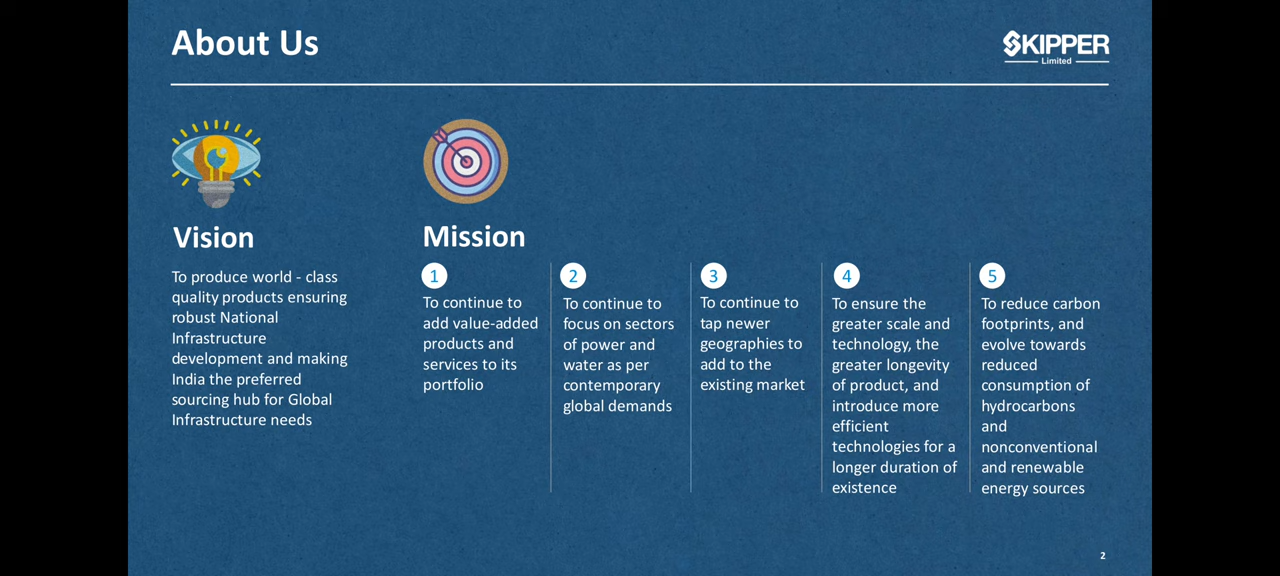 About Us
SKIPPER
Limited
Vision
To produce world - class
quality products ensuring
robust National
Infrastructure
development and making
India the preferred
sourcing hub for Global
Infrastructure needs
Mission
1
To continue to
add value-added
products and
services to its
portfolio
2
To continue to
focus on sectors
of power and
water as per
contemporary
global demands
3
To continue to
tap newer
geographies to
add to the
existing market
4
To ensure the
greater scale and
technology, the
greater longevity
of product, and
introduce more
efficient
technologies for a
longer duration of
existence
5
To reduce carbon
footprints, and
evolve towards
reduced
consumption of
hydrocarbons
and
nonconventional
and renewable
energy sources
2